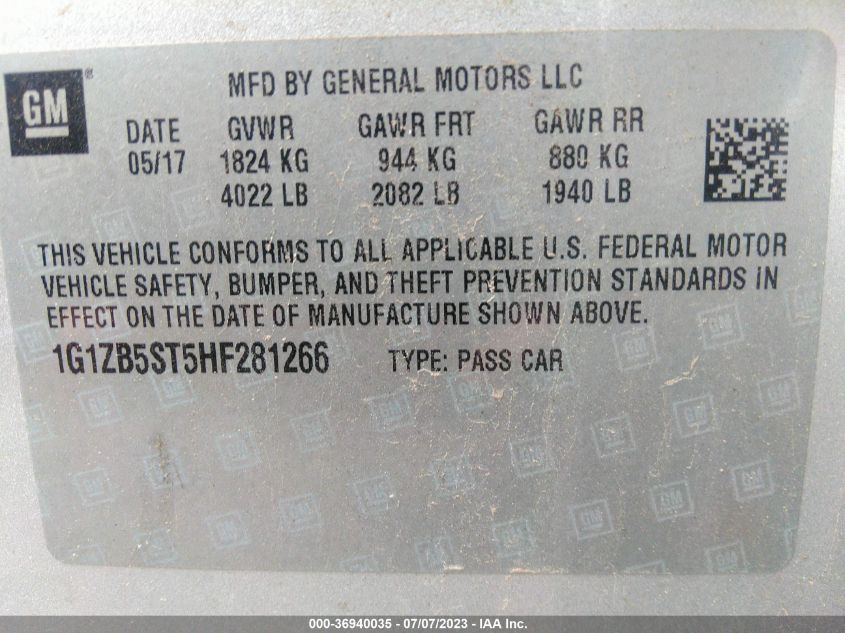 GM ®
MFD BY GENERAL MOTORS LLC
DATE GVWR GAWR FRT GAWR RR
05/17 1824 KG 944 KG 880 KG
4022 LB 2082 LB 1940 LB
THIS VEHICLE CONFORMS TO ALL APPLICABLE U.S. FEDERAL MOTOR
VEHICLE SAFETY, BUMPER, AND THEFT PREVENTION STANDARDS IN
EFFECT ON THE DATE OF MANUFACTURE SHOWN ABOVE.
1G1ZB5ST5HF281266 TYPE: PASS CAR
000-36940035 - 07/07/2023 - IAA Inc.